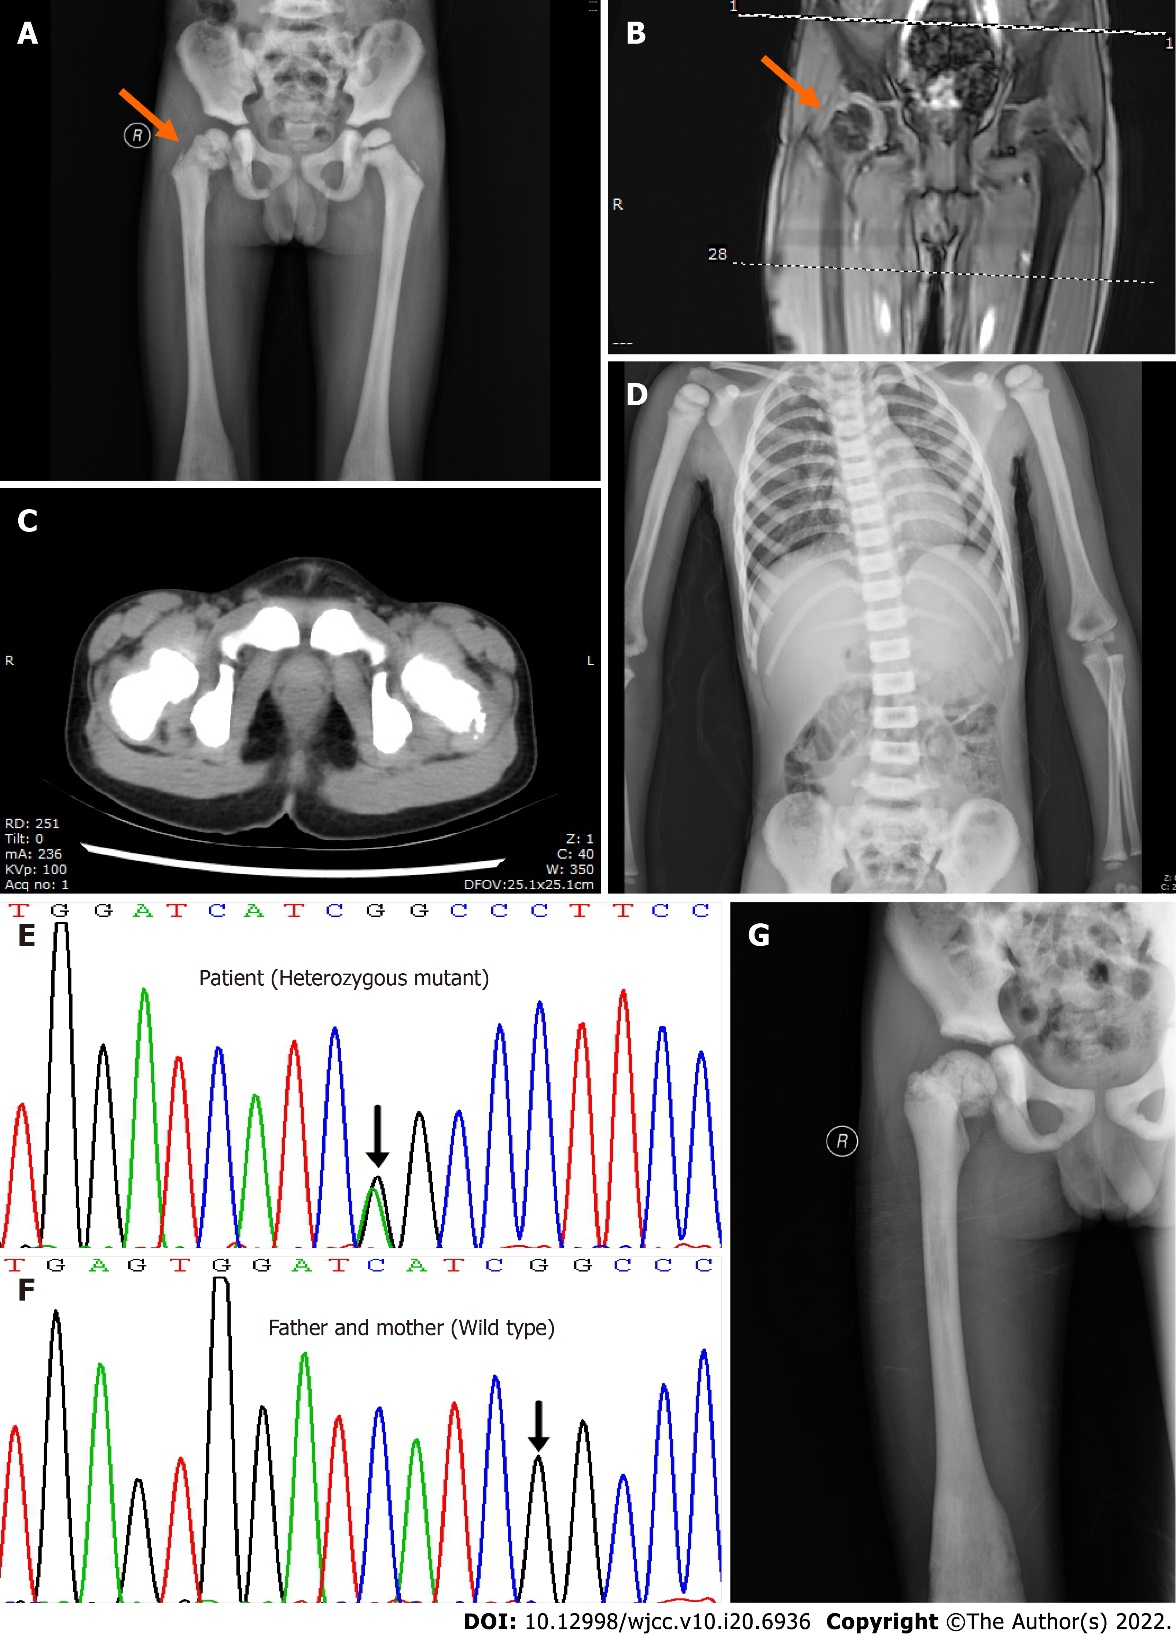 A
R
B
1
1
R
28
---
C
R
L
RD: 251
Tilt: 0
mA: 236
KVp: 100
Acq no: 1
Z: 1
C: 40
W: 350
DFOV:25.1x25.1cm
D
T G G A T C A T C G G C C C T T C C
E
Patient (Heterozygous mutant)
T G A G T G G A T C A T C G G C C C
F
Father and mother (Wild type)
G
R
DOI: 10.12998/wjcc.v10.i20.6936 Copyright ©The Author(s) 2022.